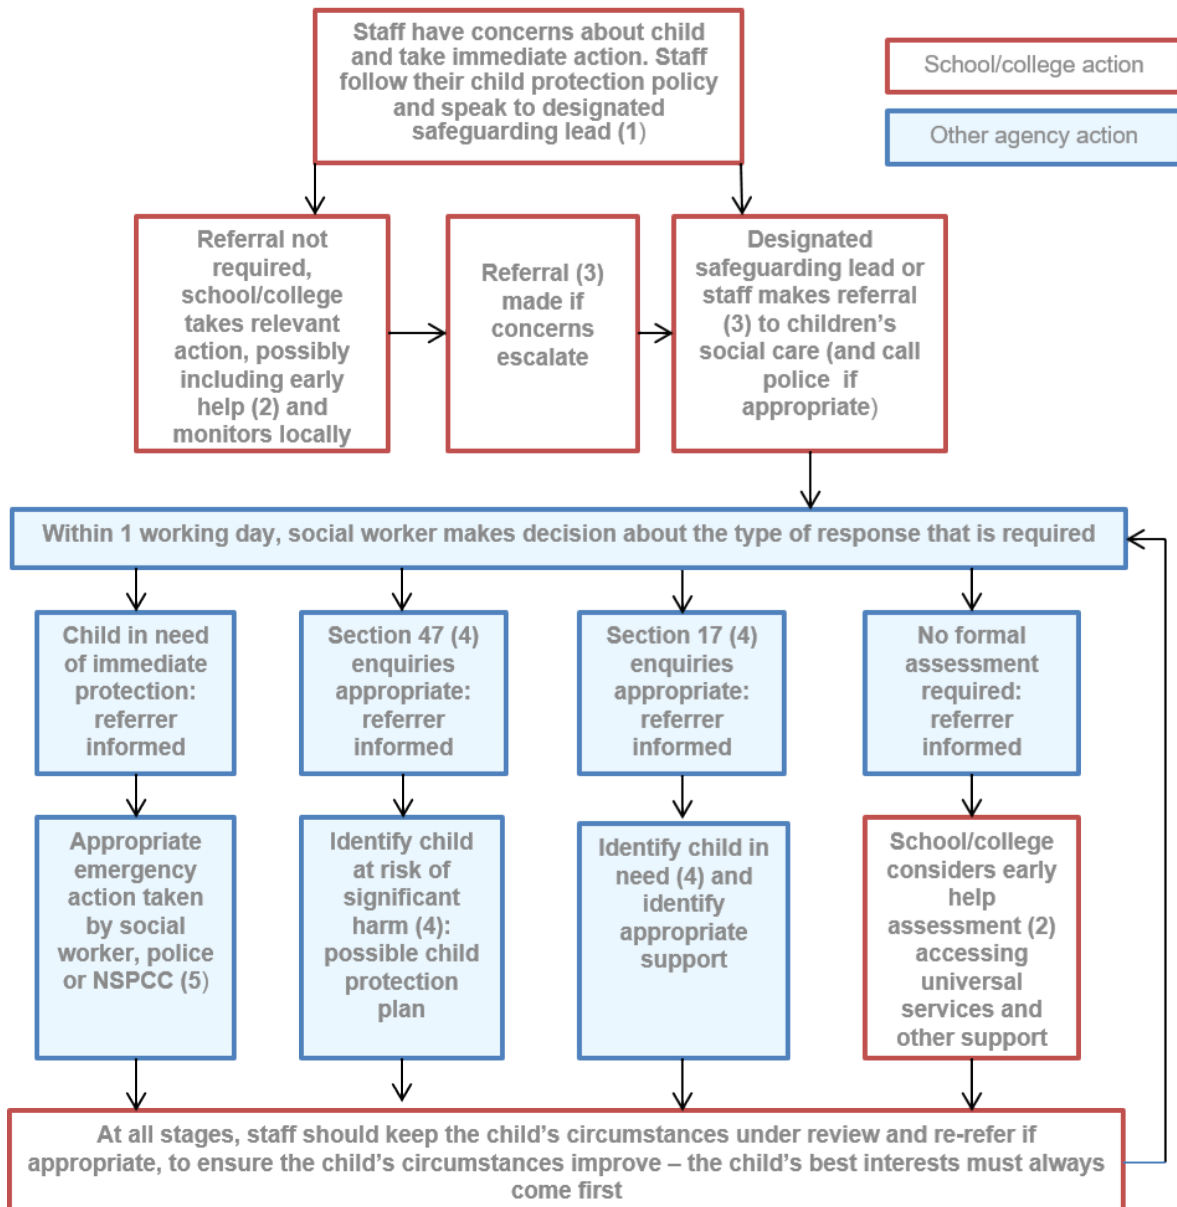 Staff have concerns about child
and take immediate action. Staff
follow their child protection policy
and speak to designated
safeguarding lead (1)
School/college action
Other agency action
Referral not
required,
school/college
takes relevant
action, possibly
including early
help (2) and
monitors locally
Referral (3)
made if
concerns
escalate
Designated
safeguarding lead or
staff makes referral
(3) to children’s
social care (and call
police if
appropriate)
Within 1 working day, social worker makes decision about the type of response that is required
Child in need
of immediate
protection:
referrer
informed
Section 47 (4)
enquiries
appropriate:
referrer
informed
Section 17 (4)
enquiries
appropriate:
referrer
informed
No formal
assessment
required:
referrer
informed
Appropriate
emergency
action taken
by social
worker, police
or NSPCC (5)
Identify child
at risk of
significant
harm (4):
possible child
protection
plan
Identify child in
need (4) and
identify
appropriate
support
School/college
considers early
help
assessment (2)
accessing
universal
services and
other support
At all stages, staff should keep the child’s circumstances under review and re-refer if
appropriate, to ensure the child’s circumstances improve – the child’s best interests must always
come first